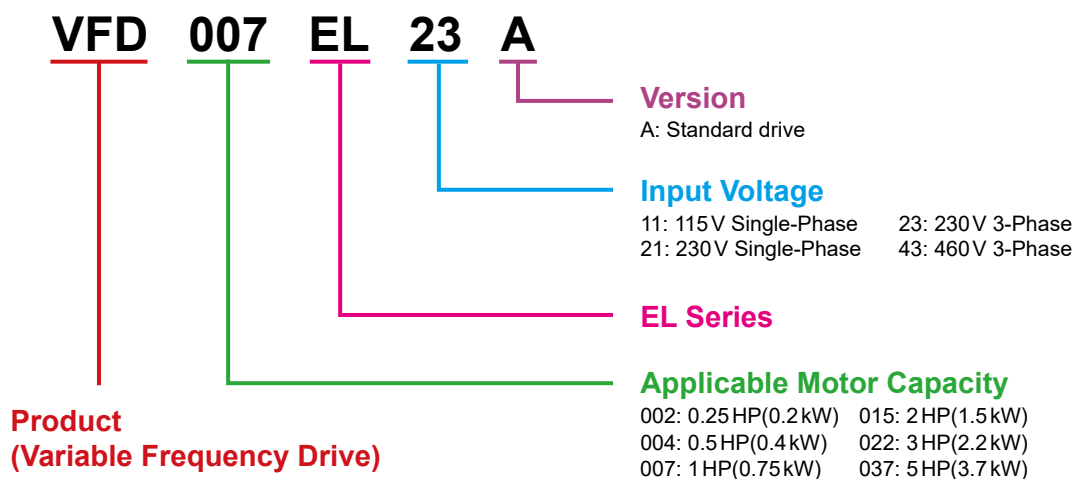 VFD 007 EL 23 A
Version
A: Standard drive
Input Voltage
11: 115V Single-Phase 23: 230V 3-Phase
21: 230V Single-Phase 43: 460V 3-Phase
EL Series
Applicable Motor Capacity
002: 0.25HP(0.2kW) 015: 2HP(1.5kW)
004: 0.5HP(0.4kW) 022: 3HP(2.2kW)
007: 1HP(0.75kW) 037: 5HP(3.7kW)
Product
(Variable Frequency Drive)